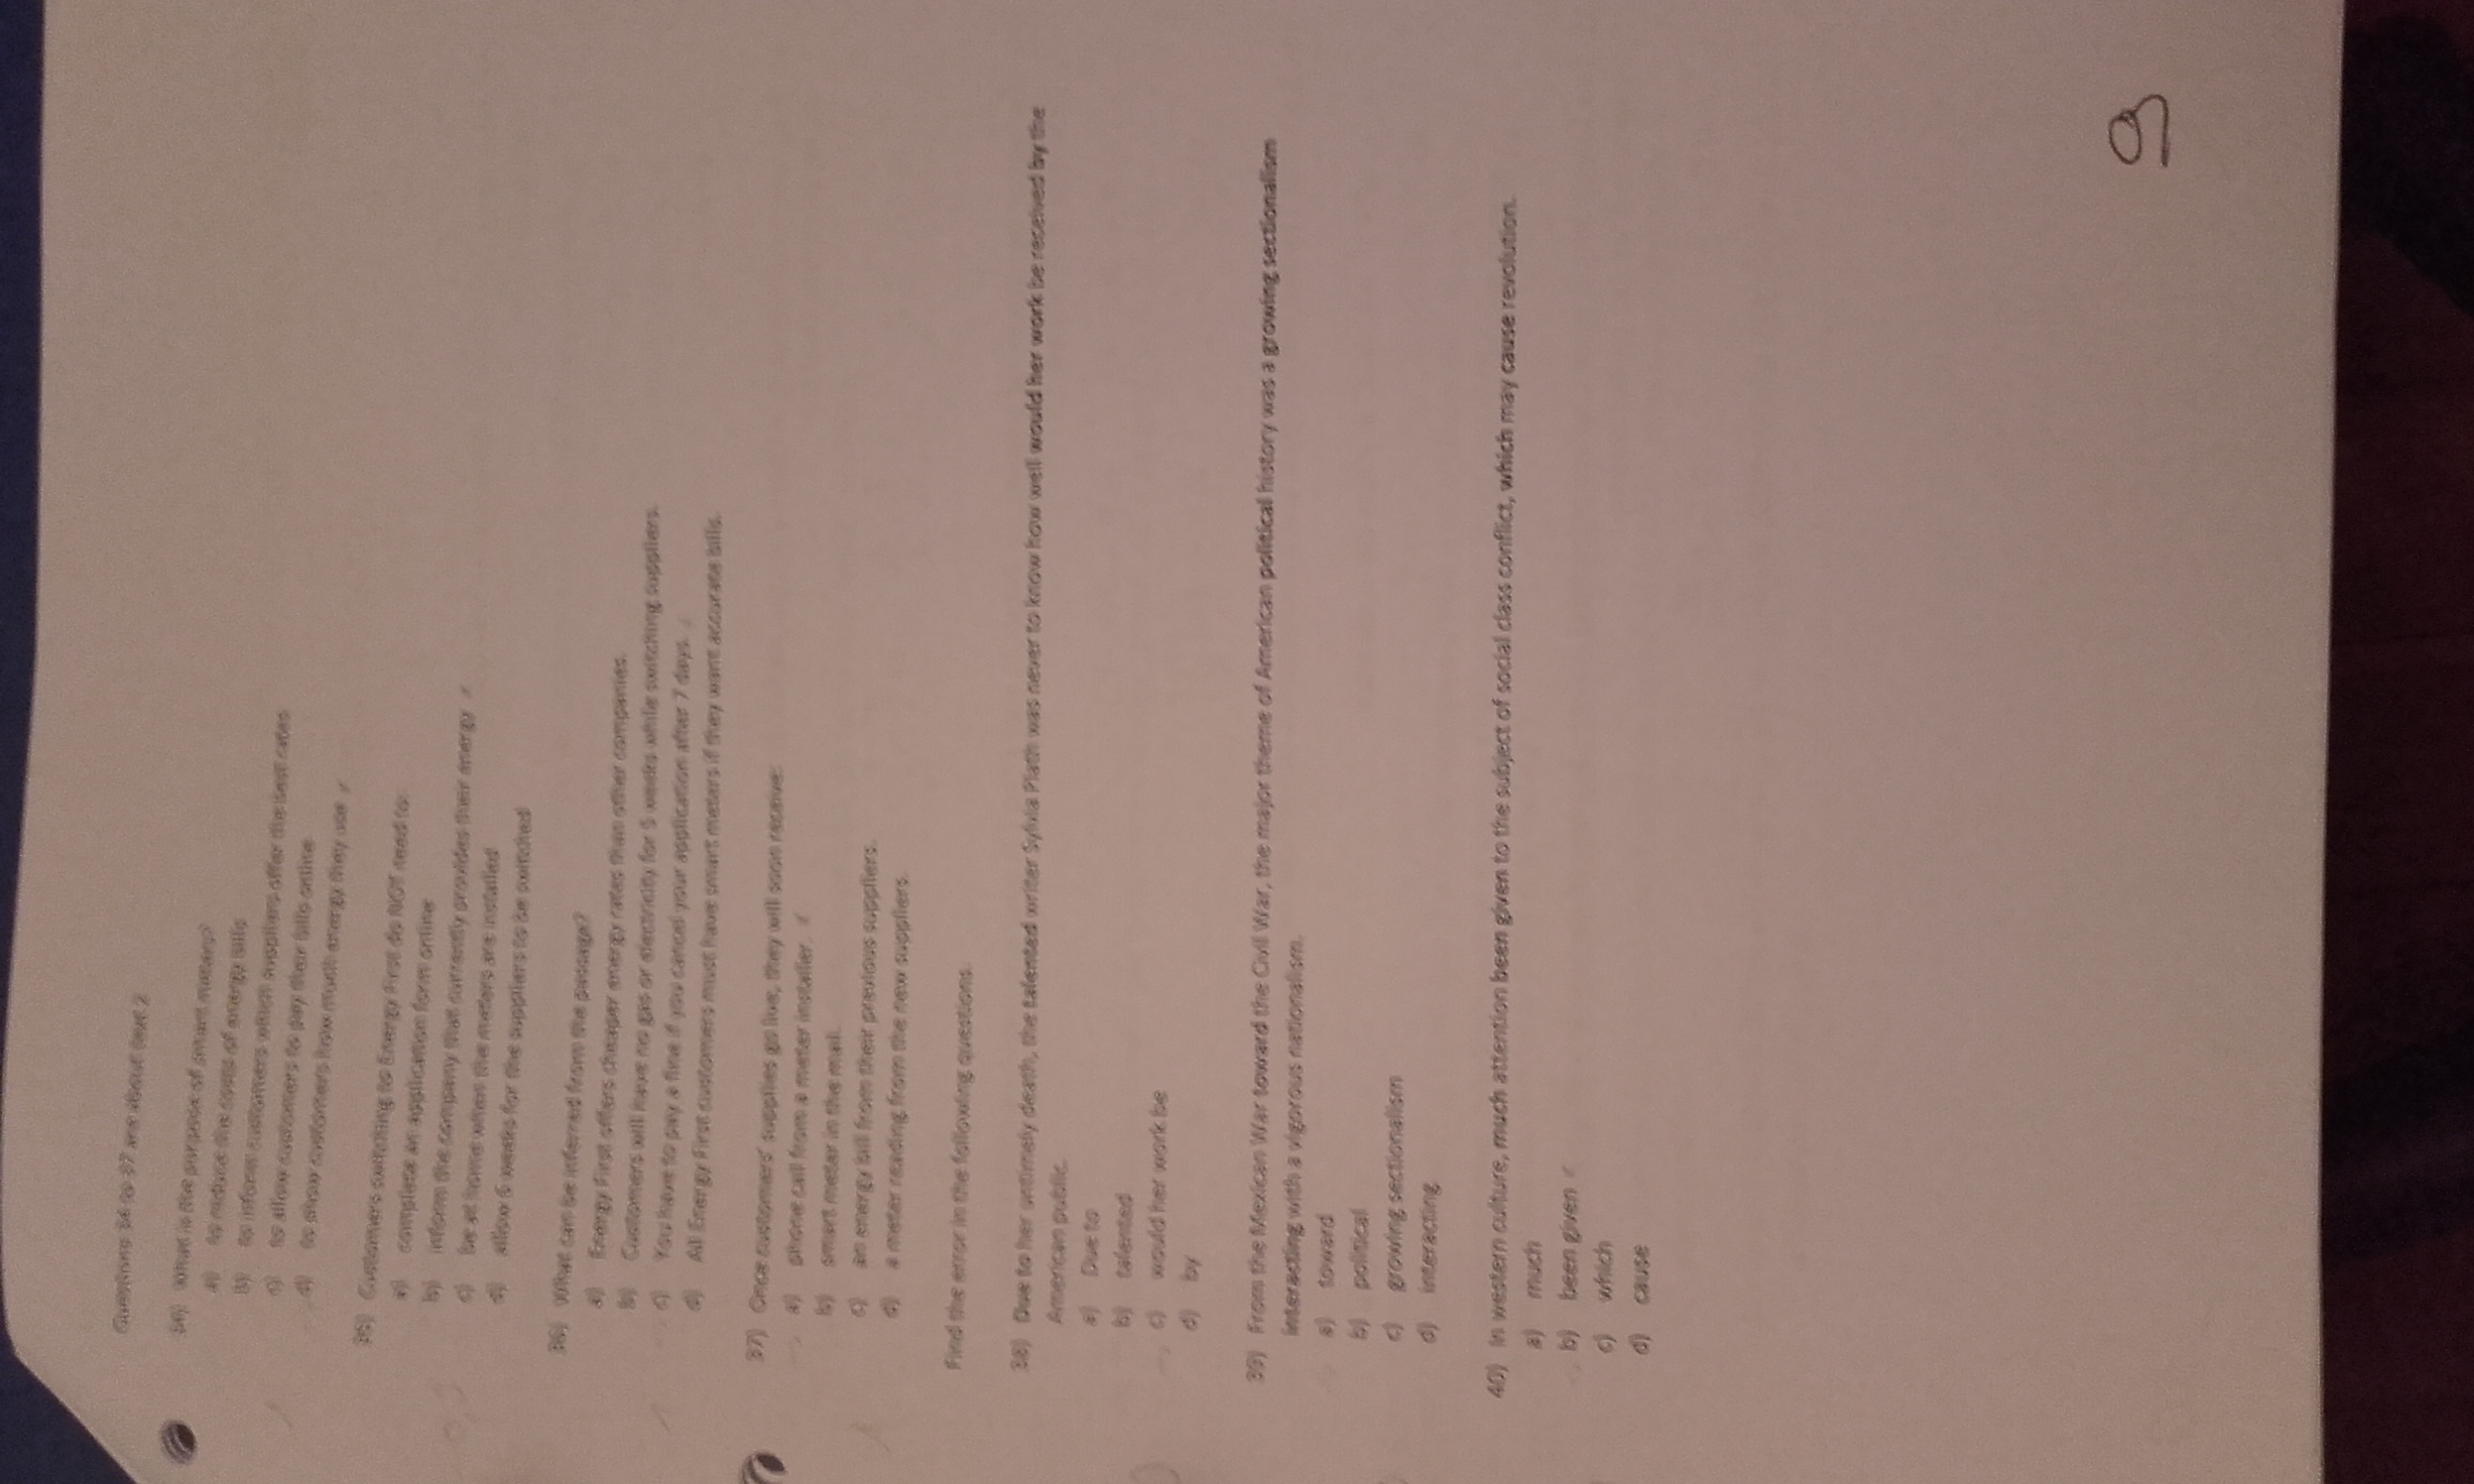 Questions 34 to 37 are about text 2
34) What is the purpose of smart meters?
a) to reduce the costs of energy bills
b) to inform customers when suppliers offer the best rates
c) to allow customers to pay their bills online
d) to show customers how much energy they use
35) Customers switching to Energy First do NOT need to:
a) complete an application form online
b) inform the company that currently provides their energy
c) be at home when the meters are installed
d) allow 6 weeks for the suppliers to be switched
36) What can be inferred from the passage?
a) Energy First offers cheaper energy rates than other companies.
b) Customers will have no gas or electricity for 5 weeks while switching suppliers.
c) You have to pay a fine if you cancel your application after 7 days.
d) All Energy First customers must have smart meters if they want accurate bills.
37) Once customers' supplies go live, they will soon receive:
a) phone call from a meter installer.
b) smart meter in the mail.
c) an energy bill from their previous suppliers.
d) a meter reading from the new suppliers.
Find the error in the following questions.
38) Due to her untimely death, the talented writer Sylvia Plath was never to know how well would her work be received by the
American public.
a) Due to
b) talented
c) would her work be
d) by
39) From the Mexican War toward the Civil War, the major theme of American political history was a growing sectionalism
interacting with a vigorous nationalism.
a) toward
b) political
c) growing sectionalism
d) interacting
40) In western culture, much attention been given to the subject of social class conflict, which may cause revolution.
a) much
b) been given
c) which
d) cause
9